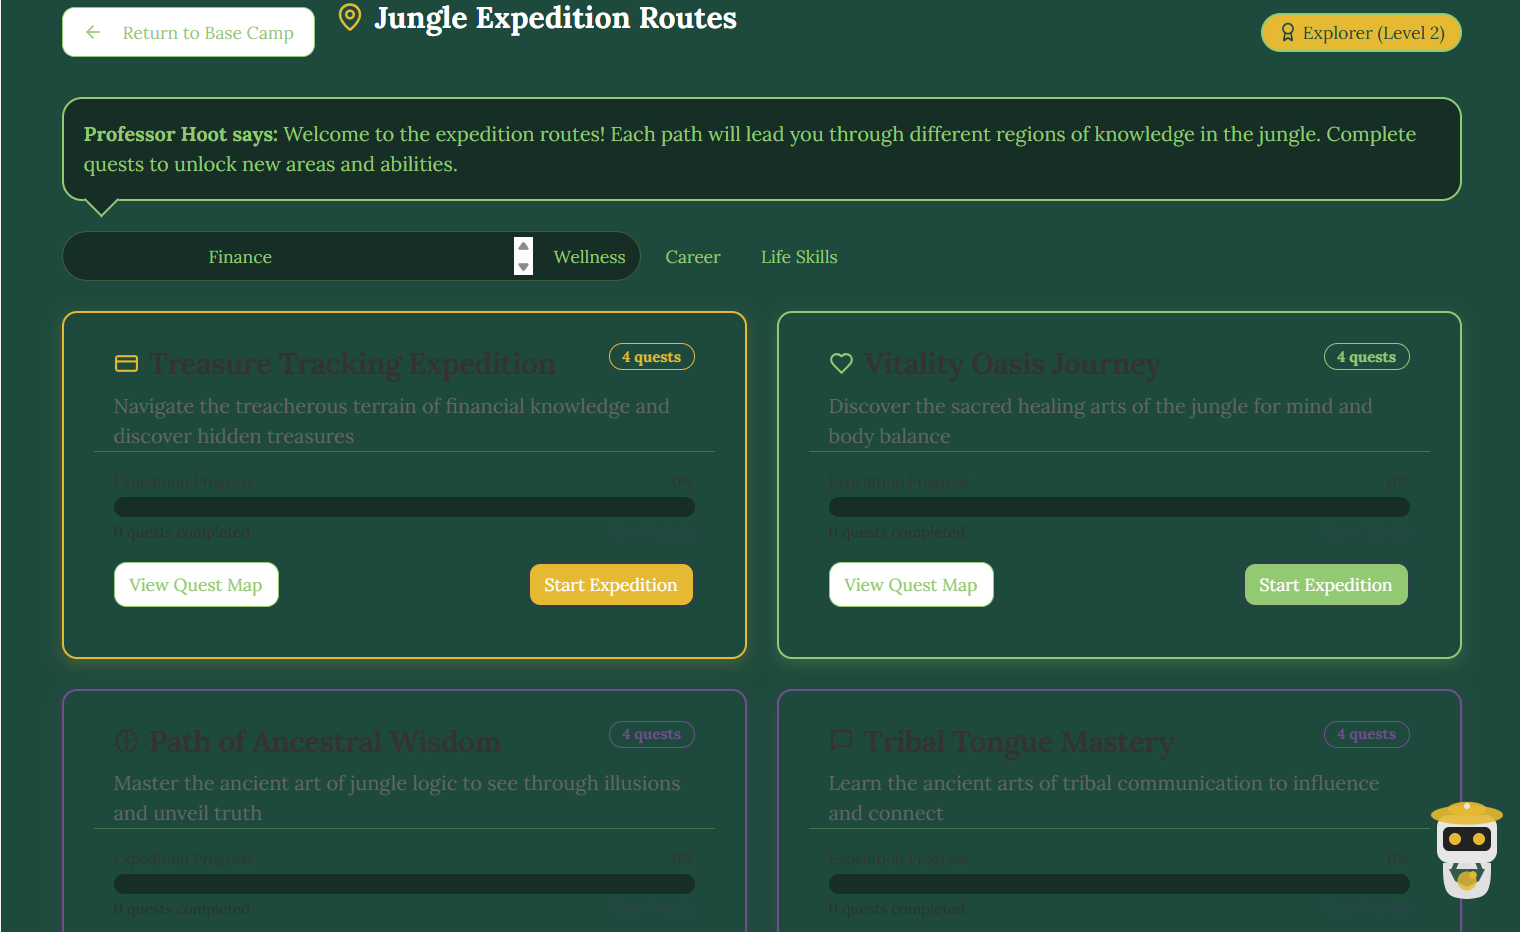 Return to Base Camp
Jungle Expedition Routes
Explorer (Level 2)
Professor Hoot says: Welcome to the expedition routes! Each path will lead you through different regions of knowledge in the jungle. Complete
quests to unlock new areas and abilities.
Finance
Wellness
Career
Life Skills
Treasure Tracking Expedition
4 quests
Navigate the treacherous terrain of financial knowledge and
discover hidden treasures
Expedition Progress
0%
0 quests completed
View Quest Map
Start Expedition
Vitality Oasis Journey
4 quests
Discover the sacred healing arts of the jungle for mind and
body balance
Expedition Progress
0%
0 quests completed
View Quest Map
Start Expedition
Path of Ancestral Wisdom
4 quests
Master the ancient art of jungle logic to see through illusions
and unveil truth
Expedition Progress
0%
0 quests completed
Tribal Tongue Mastery
4 quests
Learn the ancient arts of tribal communication to influence
and connect
Expedition Progress
0%
0 quests completed